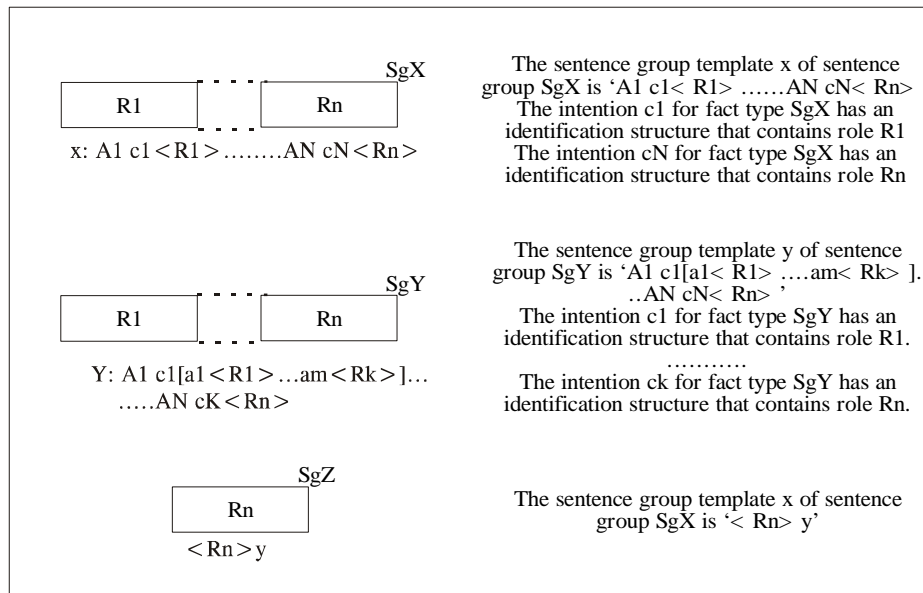 SgX
R1
Rn
x: A1 c1<R1>........AN cN<Rn>
The sentence group template x of sentence
group SgX is ‘A1 c1< R1> ……AN cN< Rn>
The intention c1 for fact type SgX has an
identification structure that contains role R1
The intention cN for fact type SgX has an
identification structure that contains role Rn
SgY
R1
Rn
Y: A1 c1[a1<R1>…am<Rk>]…
…..AN cK<Rn>
The sentence group template y of sentence
group SgY is ‘A1 c1[a1< R1> ….am< Rk> ].
..AN cN< Rn> ’
The intention c1 for fact type SgY has an
identification structure that contains role R1.
...........
The intention ck for fact type SgY has an
identification structure that contains role Rn.
SgZ
Rn
<Rn>y
The sentence group template x of sentence
group SgX is ‘< Rn> y’